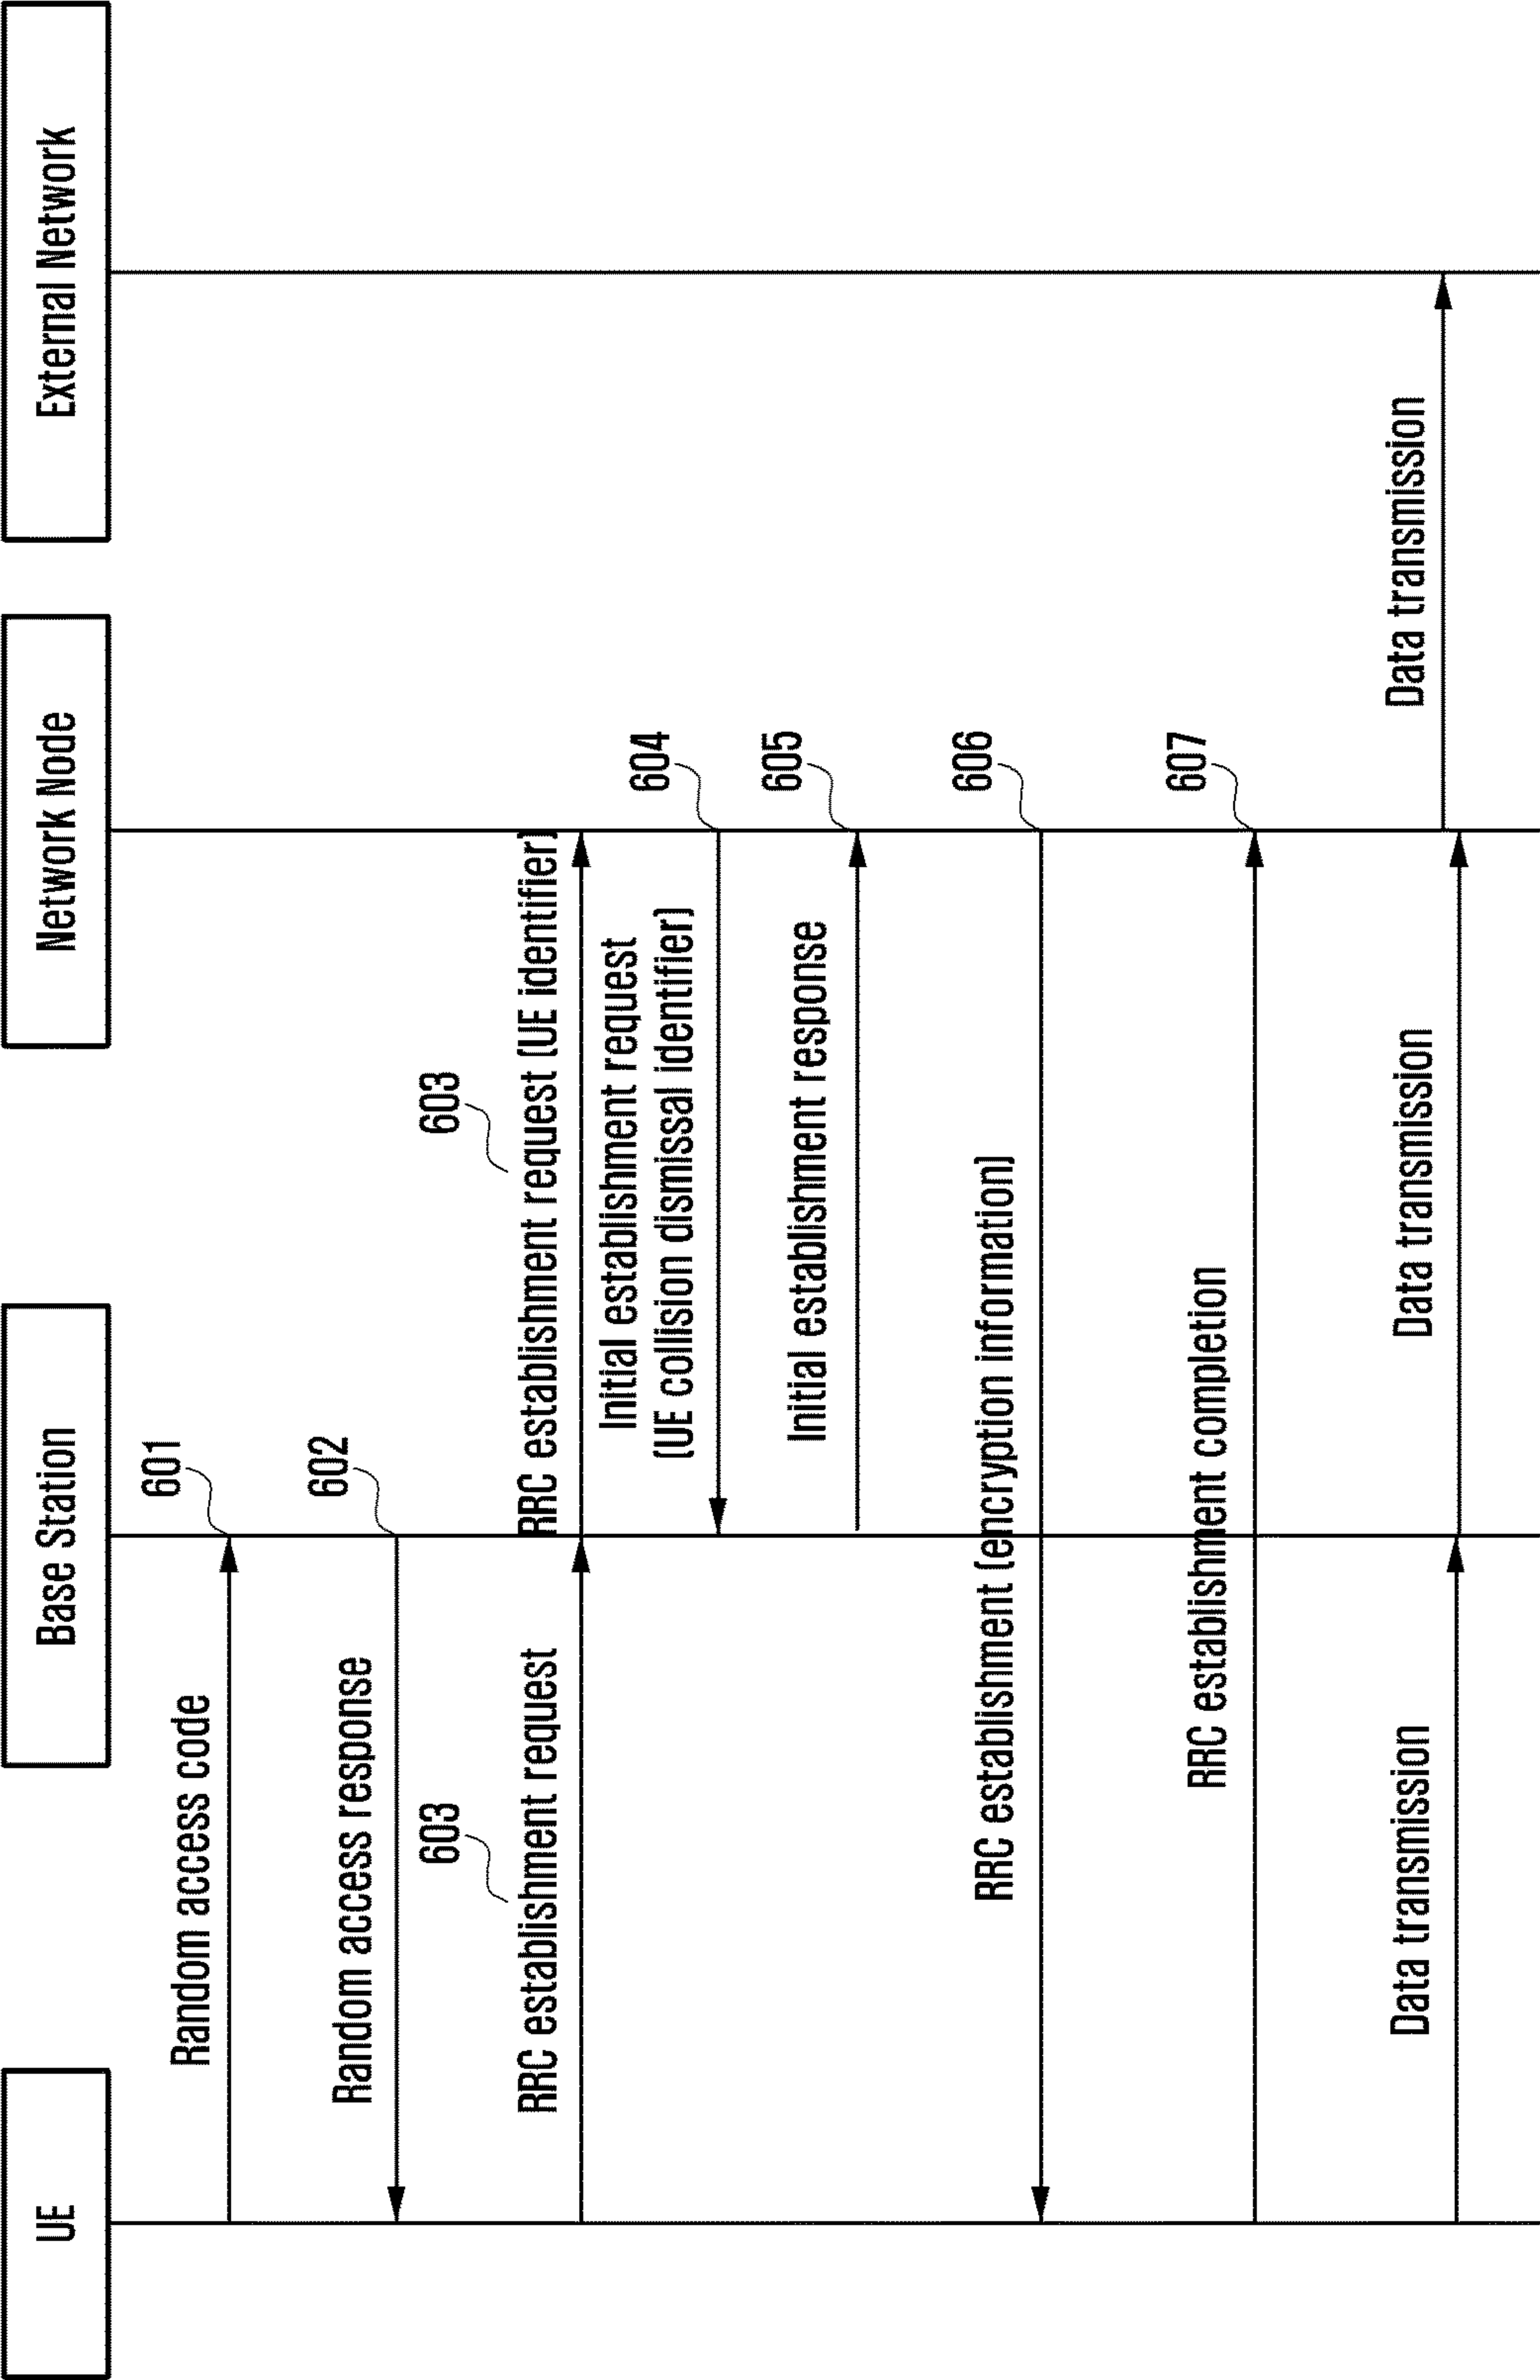 UE
Base Station
Network Node
External Network
Random access code
601
Random access response
602
603
RRC establishment request
603
RRC establishment request (UE identifier)
Initial establishment request
(UE collision dismissal identifier)
604
Initial establishment response
605
RRC establishment (encryption information)
606
RRC establishment completion
607
Data transmission
Data transmission
Data transmission